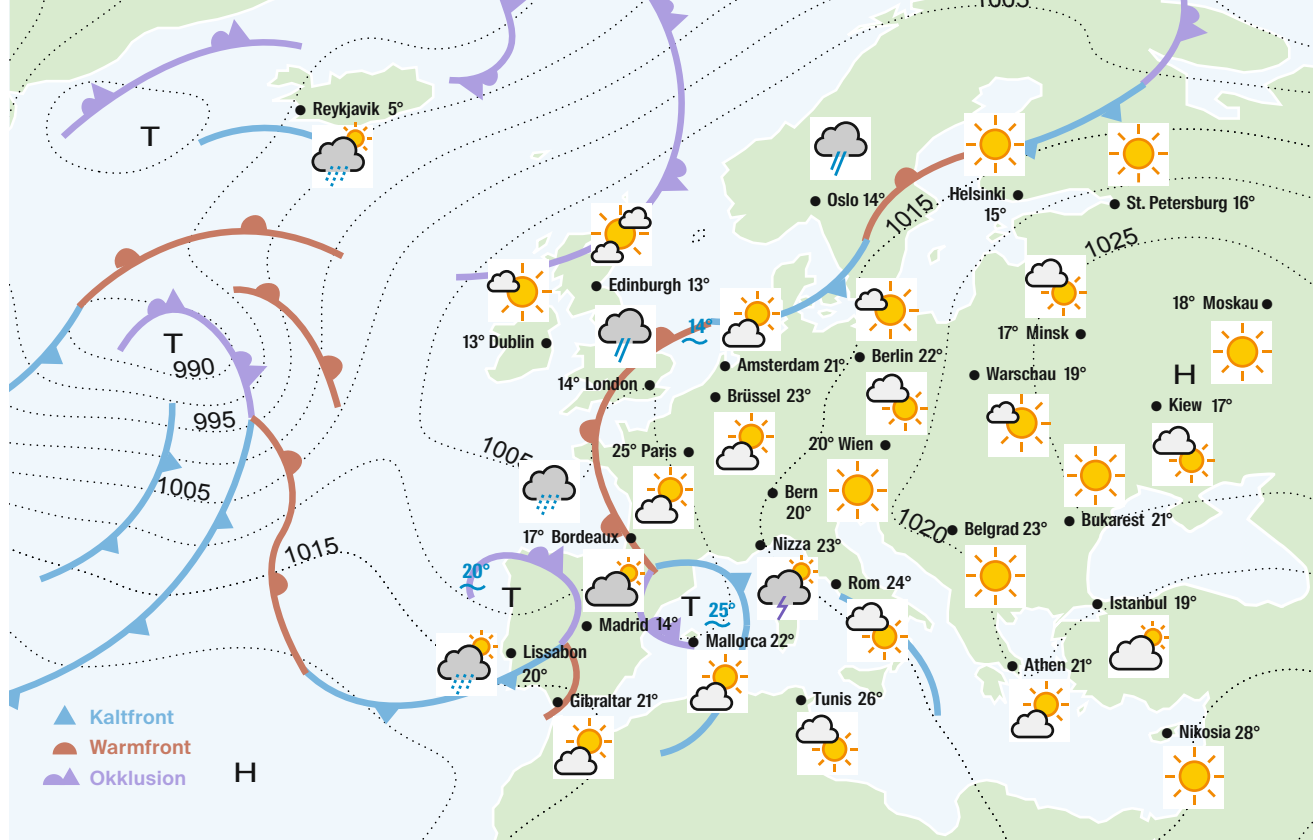 1005
Reykjavik 5°
T
Oslo 14°
Helsinki
15°
St. Petersburg 16°
1015
1025
Edinburgh 13°
18° Moskau
14°
17° Minsk
13° Dublin
T
990
Berlin 22°
Amsterdam 21°
Warschau 19°
H
14° London
Brüssel 23°
Kiew 17°
995
1005
25° Paris
20° Wien
1005
Bern
20°
1020
Belgrad 23°
Bukarest 21°
17° Bordeaux
Nizza 23°
1015
20°
T
Rom 24°
T
25°
Istanbul 19°
Madrid 14°
Mallorca 22°
Lissabon
20°
Athen 21°
Gibraltar 21°
Tunis 26°
Nikosia 28°
Kaltfront
Warmfront
Okklusion
H